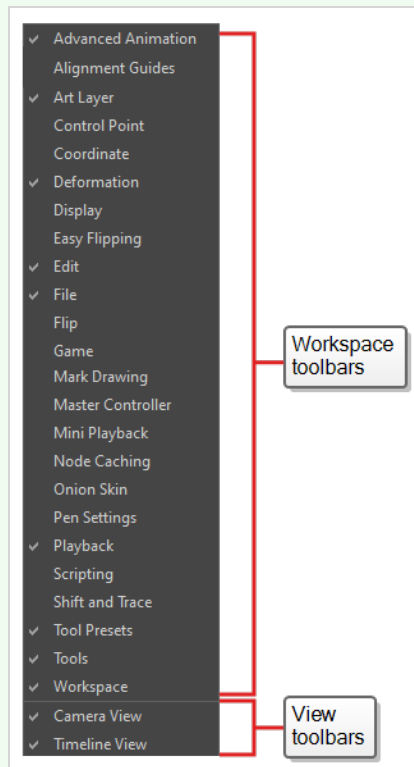 Advanced Animation
Alignment Guides
Art Layer
Control Point
Coordinate
Deformation
Display
Easy Flipping
Edit
File
Flip
Game
Mark Drawing
Master Controller
Mini Playback
Node Caching
Onion Skin
Pen Settings
Playback
Scripting
Shift and Trace
Tool Presets
Tools
Workspace
Camera View
Timeline View
Workspace
toolbars
View
toolbars